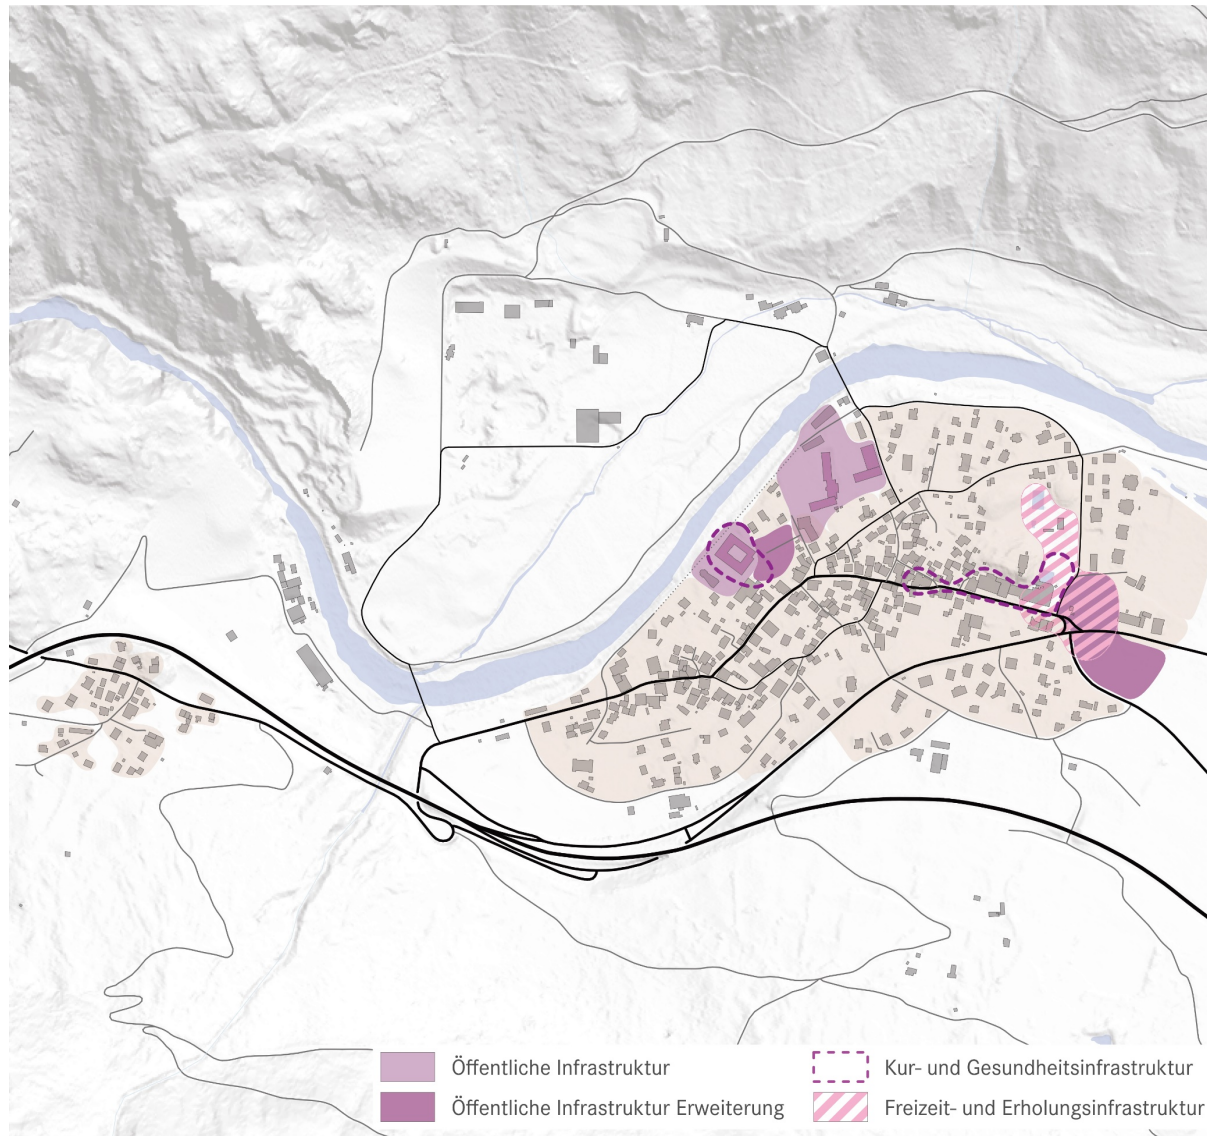 Öffentliche Infrastruktur
Öffentliche Infrastruktur Erweiterung
Kur- und Gesundheitsinfrastruktur
Freizeit- und Erholungsinfrastruktur